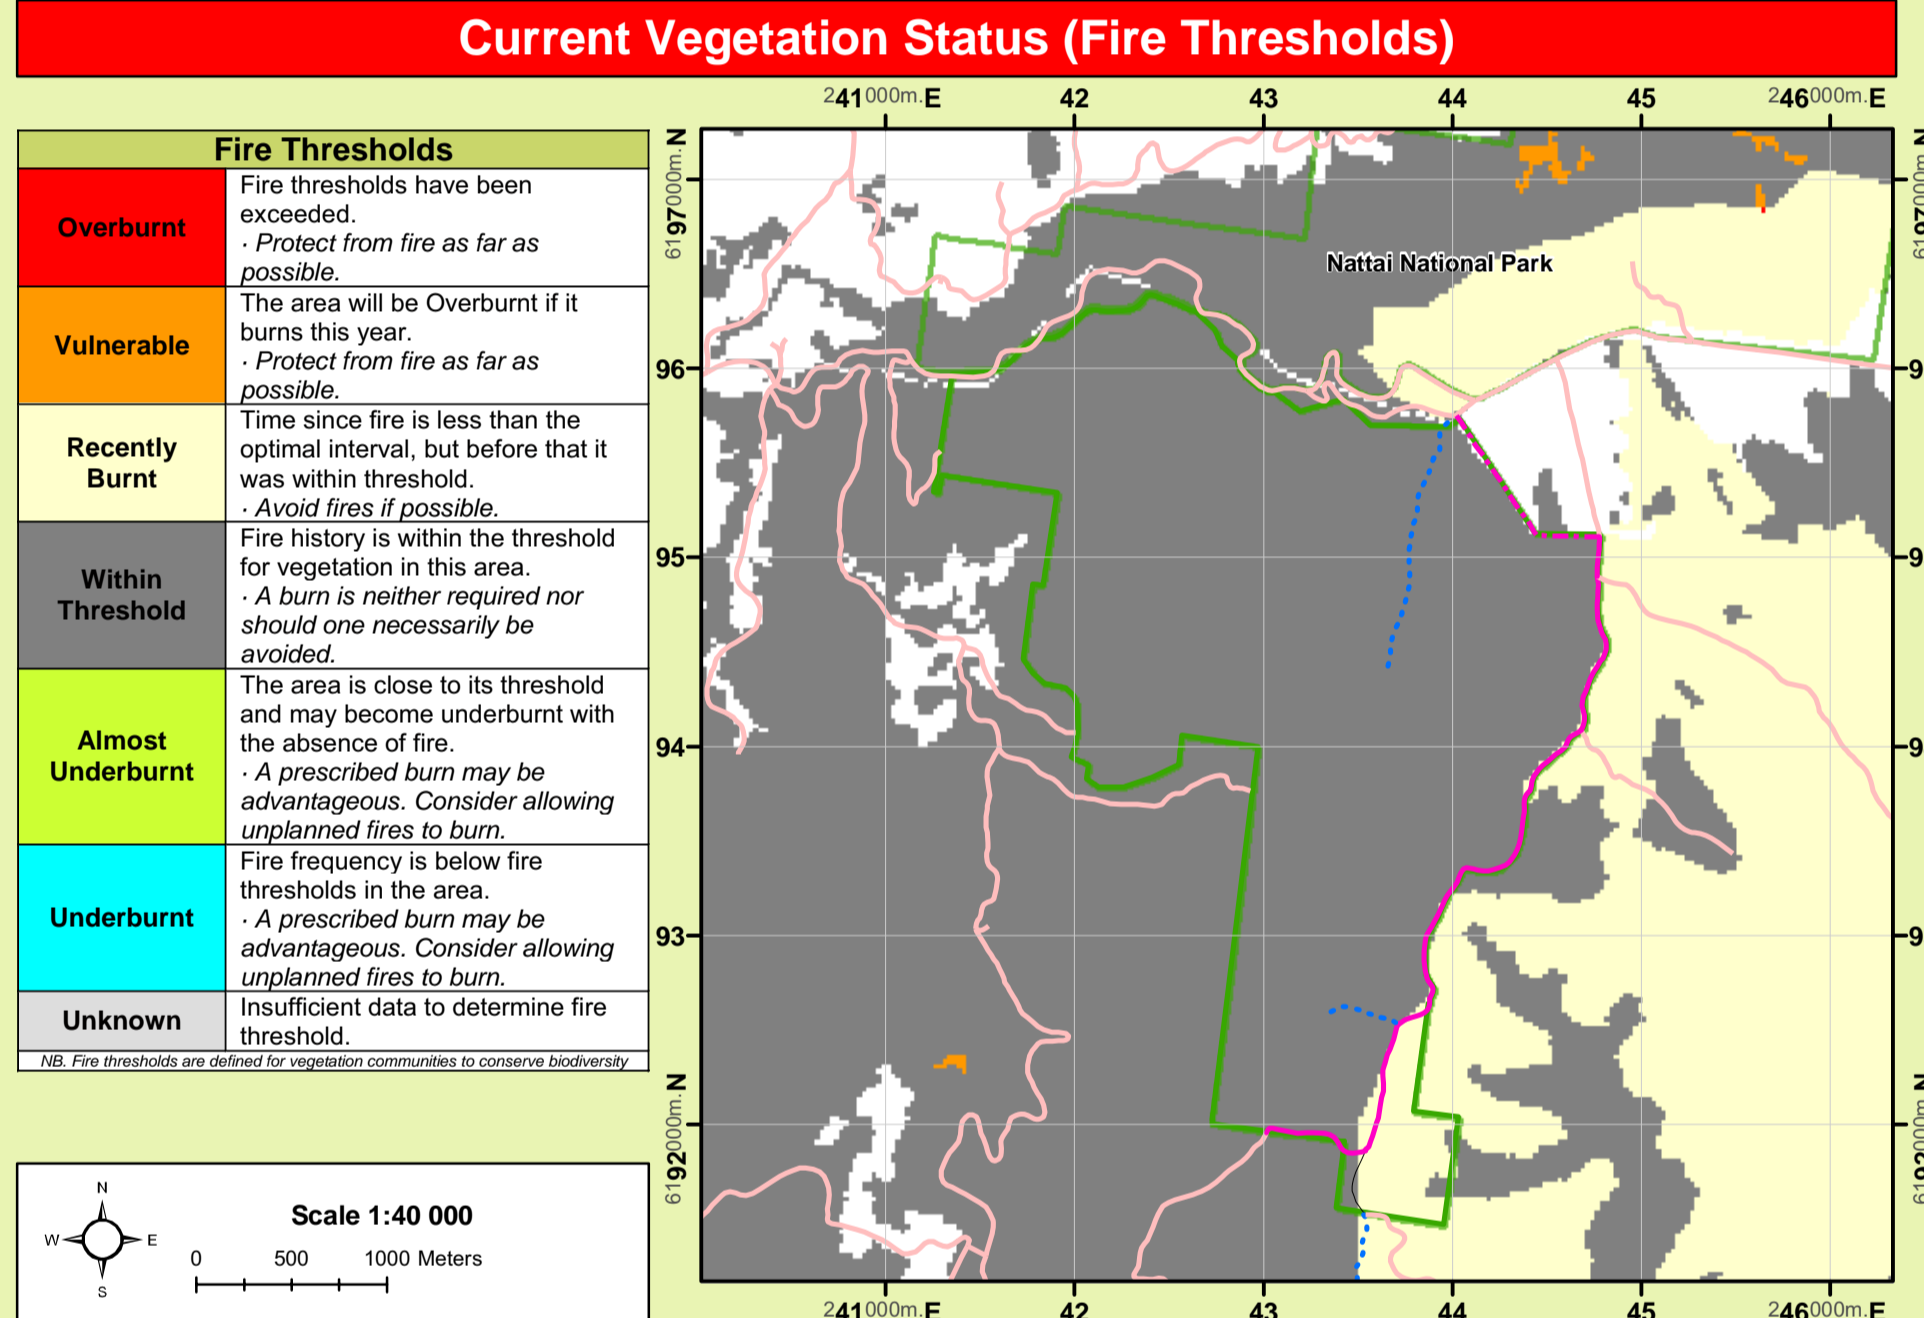 Current Vegetation Status (Fire Thresholds)
241000m.E 42 43 44 45 246000m.E
Fire Thresholds
Overburnt
Fire thresholds have been
exceeded.
· Protect from fire as far as
possible.
Vulnerable
The area will be Overburnt if it
burns this year.
· Protect from fire as far as
possible.
Recently
Burnt
Time since fire is less than the
optimal interval, but before that it
was within threshold.
· Avoid fires if possible.
Within
Threshold
Fire history is within the threshold
for vegetation in this area.
· A burn is neither required nor
should one necessarily be
avoided.
Almost
Underburnt
The area is close to its threshold
and may become underburnt with
the absence of fire.
· A prescribed burn may be
advantageous. Consider allowing
unplanned fires to burn.
Underburnt
Fire frequency is below fire
thresholds in the area.
· A prescribed burn may be
advantageous. Consider allowing
unplanned fires to burn.
Unknown
Insufficient data to determine fire
threshold.
NB. Fire thresholds are defined for vegetation communities to conserve biodiversity
N
W E
S
Scale 1:40 000
0 500 1000 Meters
6197000m.N
96
95
94
93
6192000m.N
Nattai National Park
6197000m.N
9
9
9
9
6192000m.N
241000m.E 42 43 44 45 246000m.E